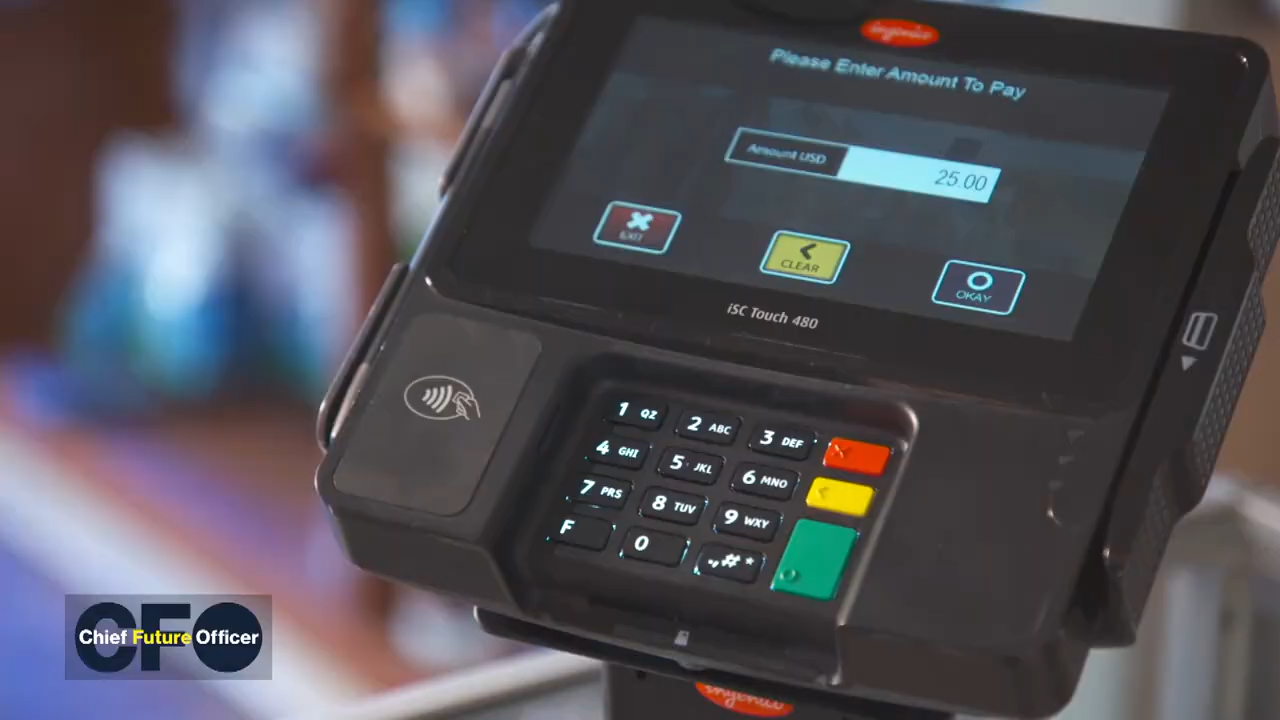 ingenico
Please Enter Amount To Pay
Amount USD
25.00
EXIT
CLEAR
OKAY
iSC Touch 480
1 QZ
2 ABC
3 DEF
4 GHI
5 JKL
6 MNO
7 PRS
8 TUV
9 WXY
F
0
.,#*
CFO
Chief Future Officer
ingenico